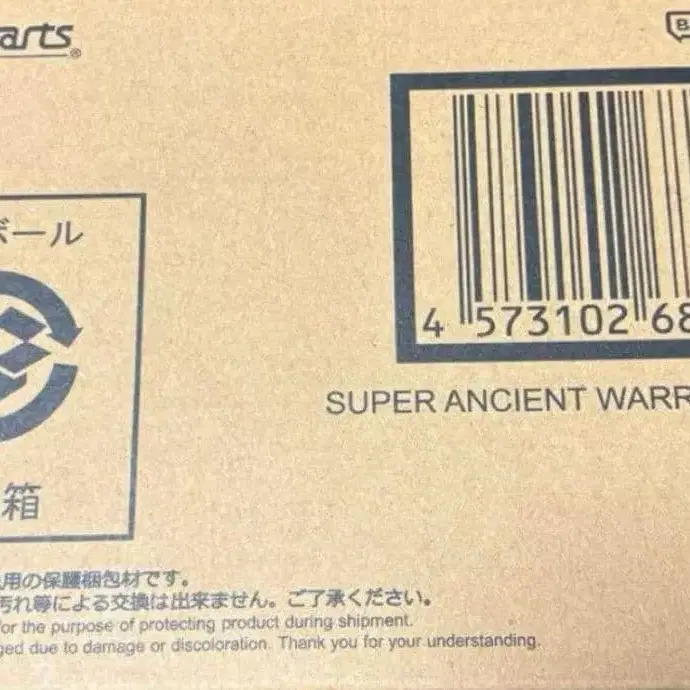 arts®
B
4 573102 68
SUPER ANCIENT WARR
ボール
箱
用の保護梱包材です。
汚れ等による交換は出来ません。ご了承ください。
or the purpose of protecting product during shipment.
ged due to damage or discoloration. Thank you for your understanding.